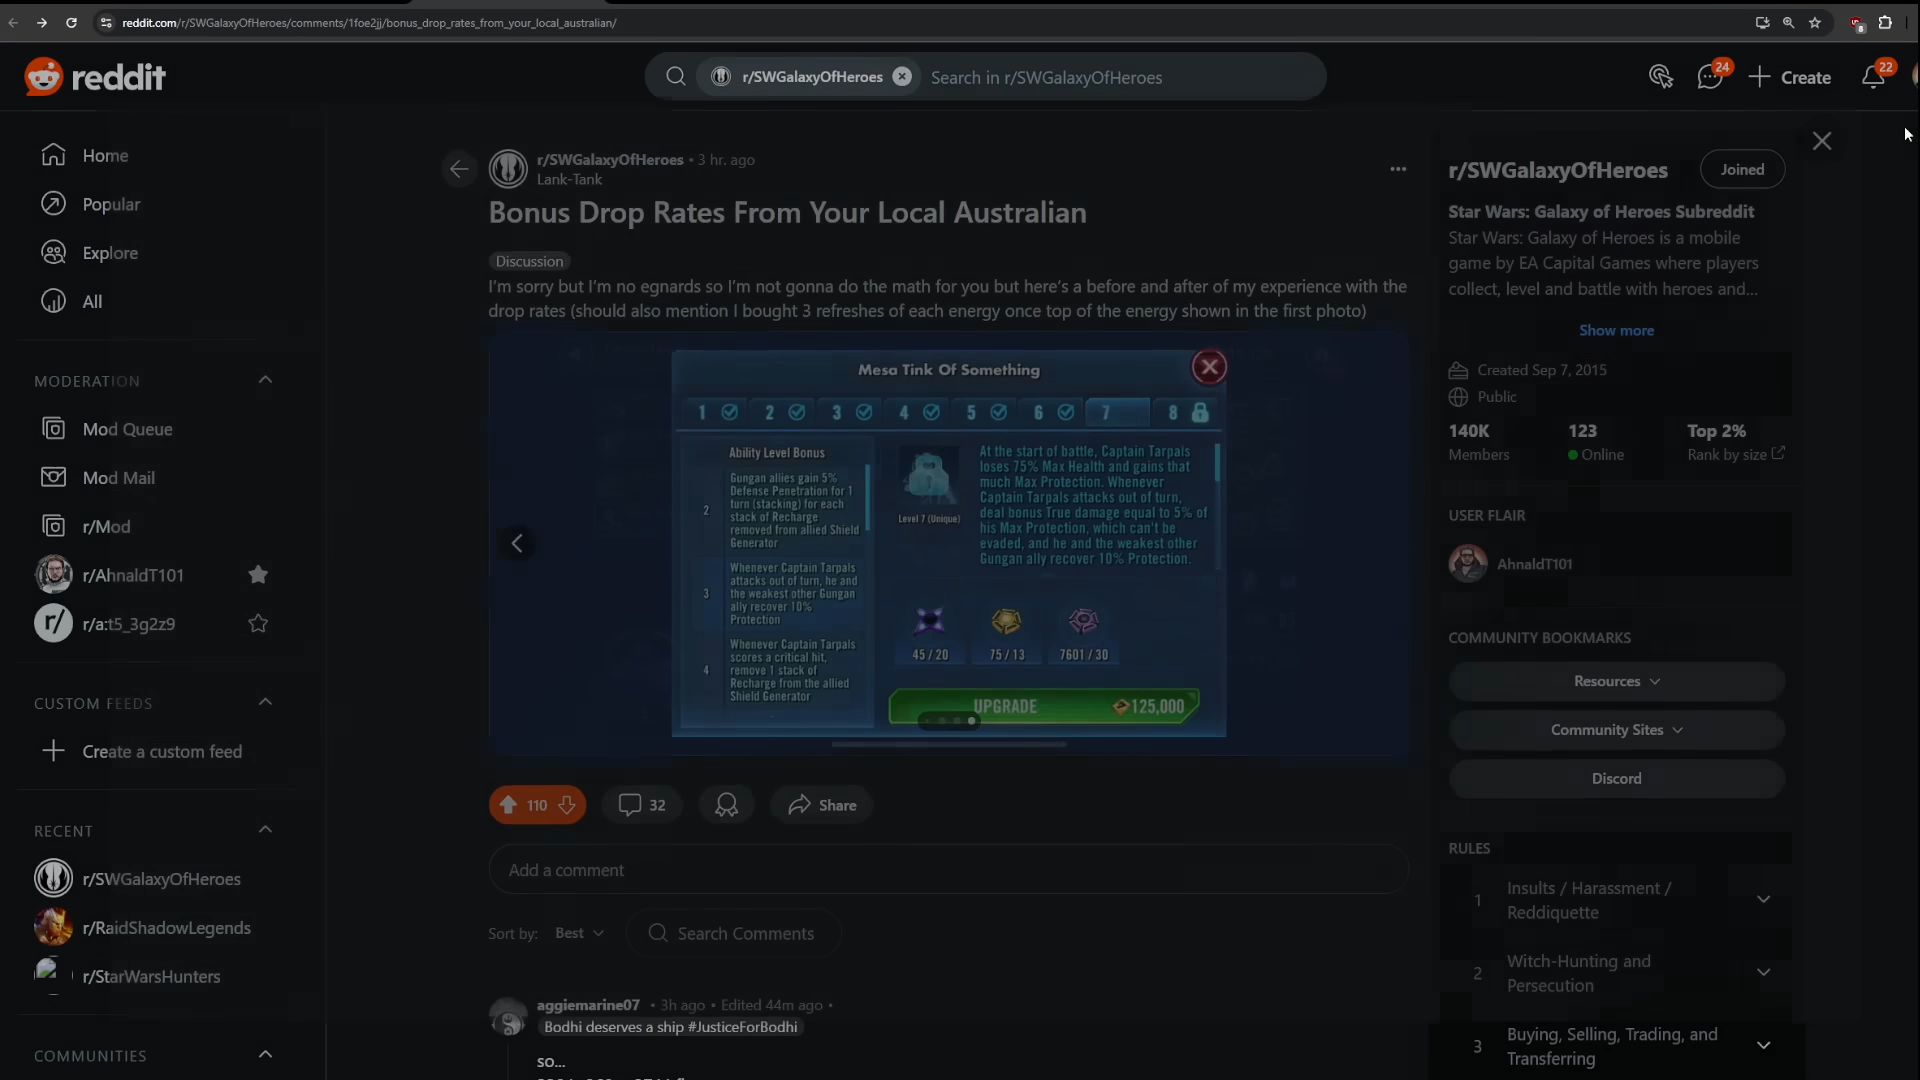 reddit.com/r/SWGalaxyOfHeroes/comments/1foe2jj/bonus_drop_rates_from_your_local_australian/
8
reddit
r/SWGalaxyOfHeroes
Search in r/SWGalaxyOfHeroes
24
Create
22
Home
Popular
Explore
All
MODERATION
Mod Queue
Mod Mail
r/Mod
r/AhnaldT101
r/ r/a:t5_3g2z9
CUSTOM FEEDS
Create a custom feed
RECENT
r/SWGalaxyOfHeroes
r/RaidShadowLegends
r/StarWarsHunters
COMMUNITIES
r/SWGalaxyOfHeroes • 3 hr. ago
Lank-Tank
Bonus Drop Rates From Your Local Australian
Discussion
I'm sorry but I'm no egnards so I'm not gonna do the math for you but here's a before and after of my experience with the
drop rates (should also mention I bought 3 refreshes of each energy once top of the energy shown in the first photo)
Mesa Tink Of Something
1 2 3 4 5 6 7 8
Ability Level Bonus
2
Gungan allies gain 5%
Defense Penetration for 1
turn (stacking) for each
stack of Recharge
removed from allied Shield
Generator
3
Whenever Captain Tarpals
attacks out of turn, he and
the weakest other Gungan
ally recover 10%
Protection
4
Whenever Captain Tarpals
scores a critical hit,
remove 1 stack of
Recharge from the allied
Shield Generator
Level 7 (Unique)
At the start of battle, Captain Tarpals
loses 75% Max Health and gains that
much Max Protection. Whenever
Captain Tarpals attacks out of turn,
deal bonus True damage equal to 5% of
his Max Protection, which can't be
evaded, and he and the weakest other
Gungan ally recover 10% Protection.
45/20 75/13 7601/30
UPGRADE 125,000
110
32
Share
Add a comment
Sort by: Best
Search Comments
aggiemarine07 • 3h ago • Edited 44m ago •
Bodhi deserves a ship #JusticeForBodhi
so...
r/SWGalaxyOfHeroes
Joined
Star Wars: Galaxy of Heroes Subreddit
Star Wars: Galaxy of Heroes is a mobile
game by EA Capital Games where players
collect, level and battle with heroes and...
Show more
Created Sep 7, 2015
Public
140K 123 Top 2%
Members Online Rank by size
USER FLAIR
AhnaldT101
COMMUNITY BOOKMARKS
Resources
Community Sites
Discord
RULES
1 Insults / Harassment /
Reddiquette
2 Witch-Hunting and
Persecution
3 Buying, Selling, Trading, and
Transferring